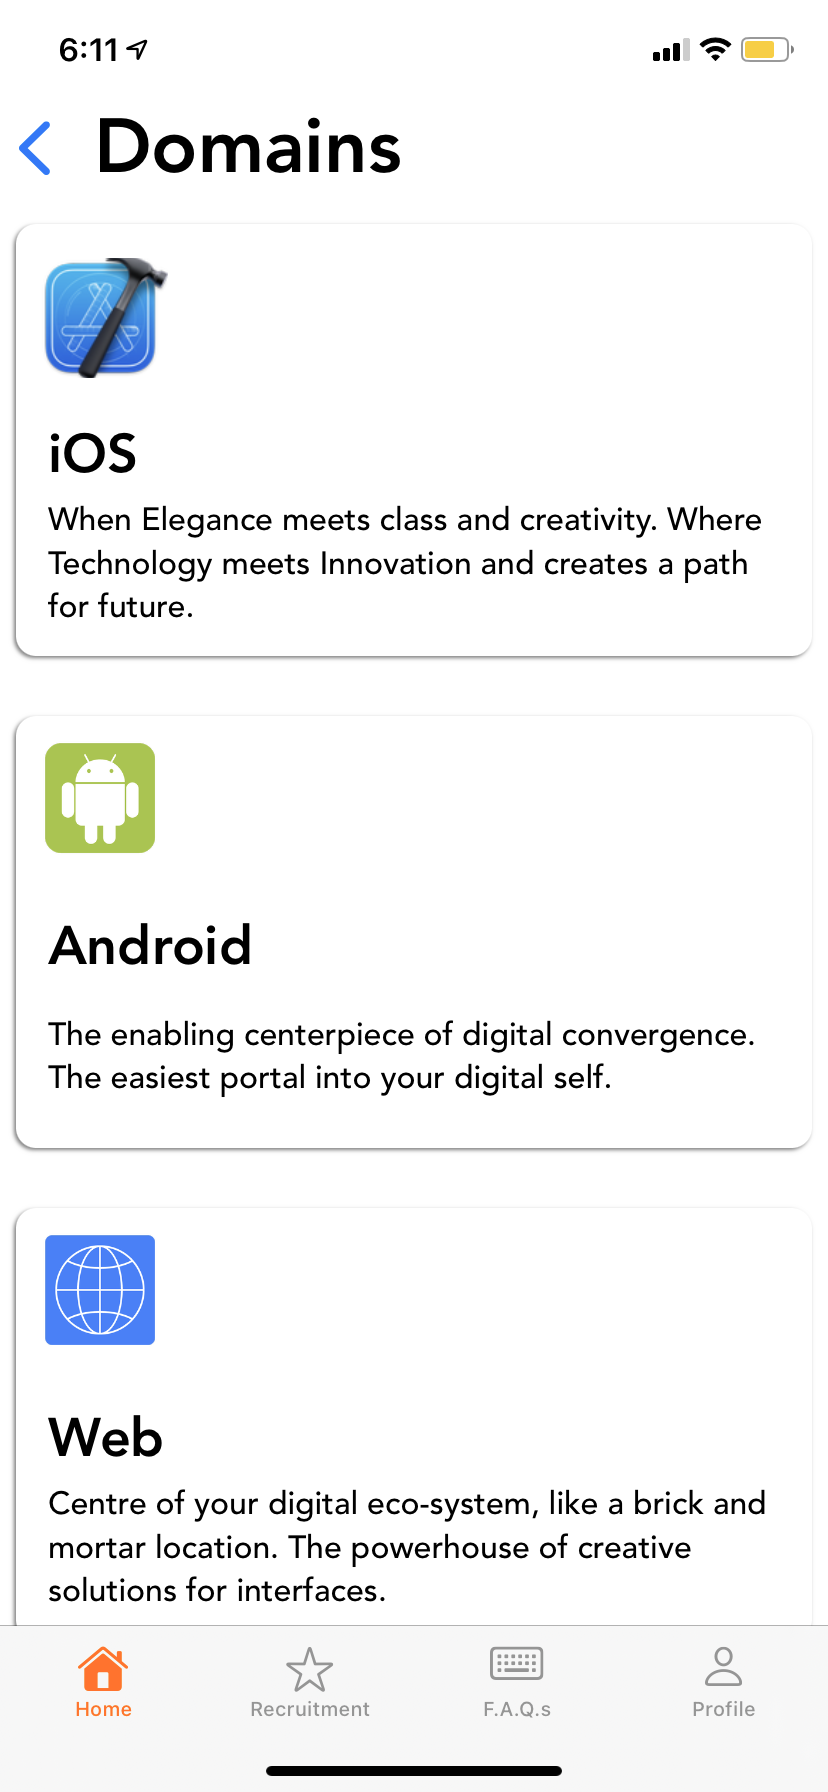 6:11
Domains
iOS
When Elegance meets class and creativity. Where
Technology meets Innovation and creates a path
for future.
Android
The enabling centerpiece of digital convergence.
The easiest portal into your digital self.
Web
Centre of your digital eco-system, like a brick and
mortar location. The powerhouse of creative
solutions for interfaces.
Home
Recruitment
F.A.Q.s
Profile